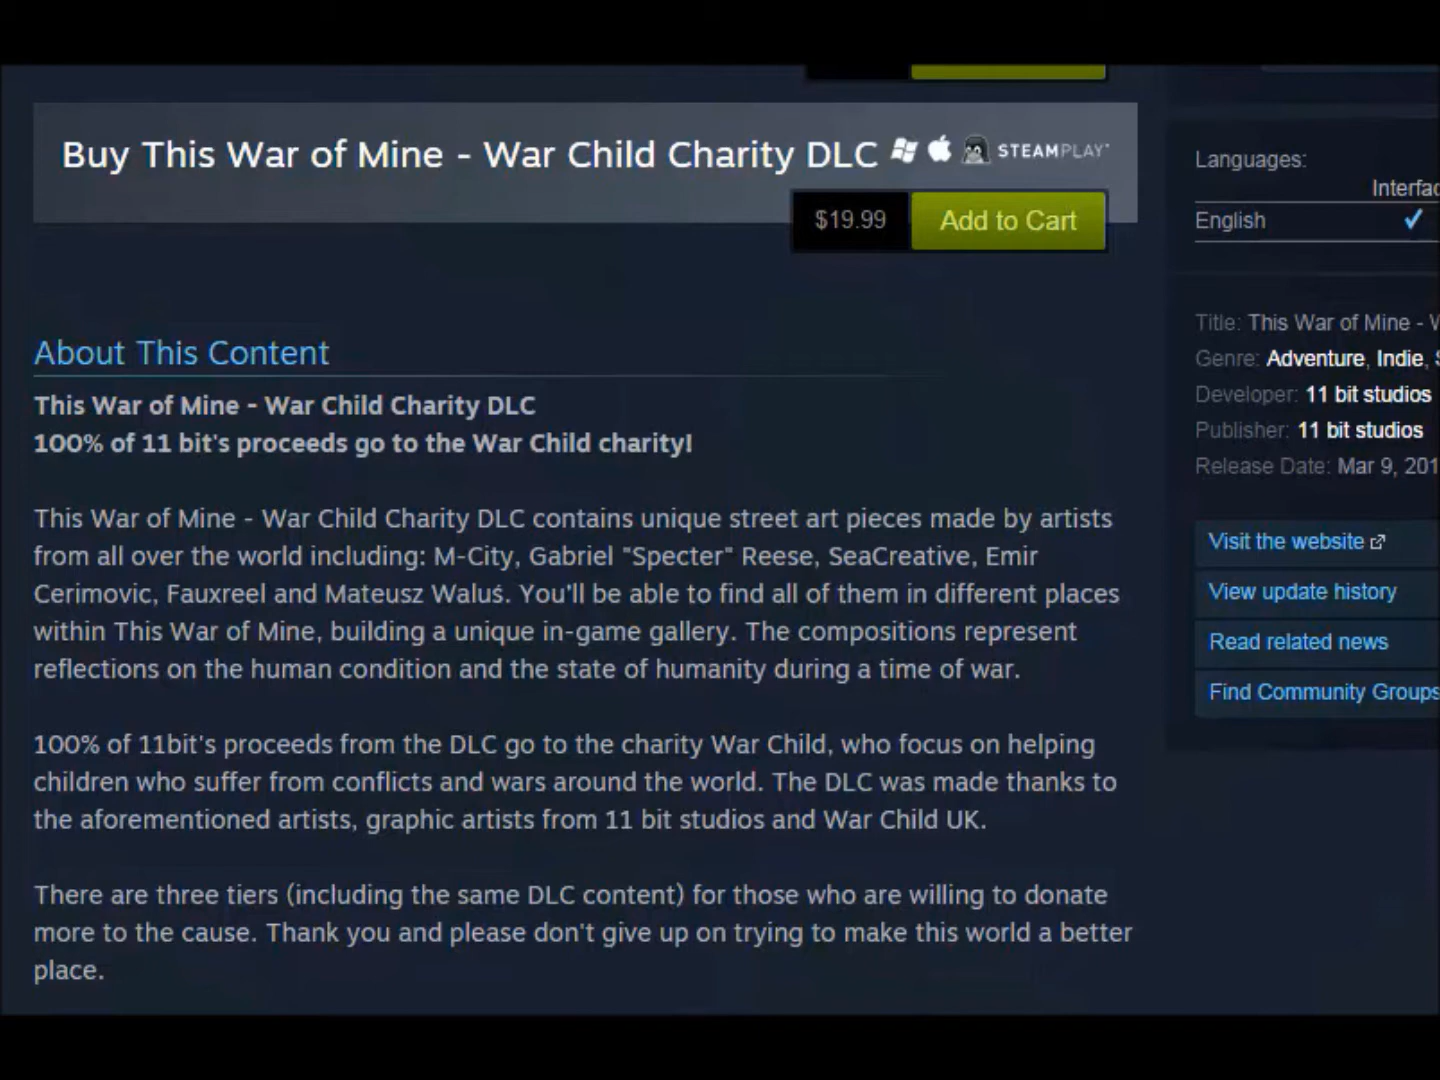 Buy This War of Mine - War Child Charity DLC STEAMPLAY
$19.99 Add to Cart
About This Content
This War of Mine - War Child Charity DLC
100% of 11 bit's proceeds go to the War Child charity!
This War of Mine - War Child Charity DLC contains unique street art pieces made by artists
from all over the world including: M-City, Gabriel "Specter" Reese, SeaCreative, Emir
Cerimovic, Fauxreel and Mateusz Waluś. You'll be able to find all of them in different places
within This War of Mine, building a unique in-game gallery. The compositions represent
reflections on the human condition and the state of humanity during a time of war.
100% of 11bit's proceeds from the DLC go to the charity War Child, who focus on helping
children who suffer from conflicts and wars around the world. The DLC was made thanks to
the aforementioned artists, graphic artists from 11 bit studios and War Child UK.
There are three tiers (including the same DLC content) for those who are willing to donate
more to the cause. Thank you and please don't give up on trying to make this world a better
place.
Languages:
Interfac
English ✓
Title: This War of Mine - W
Genre: Adventure, Indie,
Developer: 11 bit studios
Publisher: 11 bit studios
Release Date: Mar 9, 201
Visit the website
View update history
Read related news
Find Community Groups